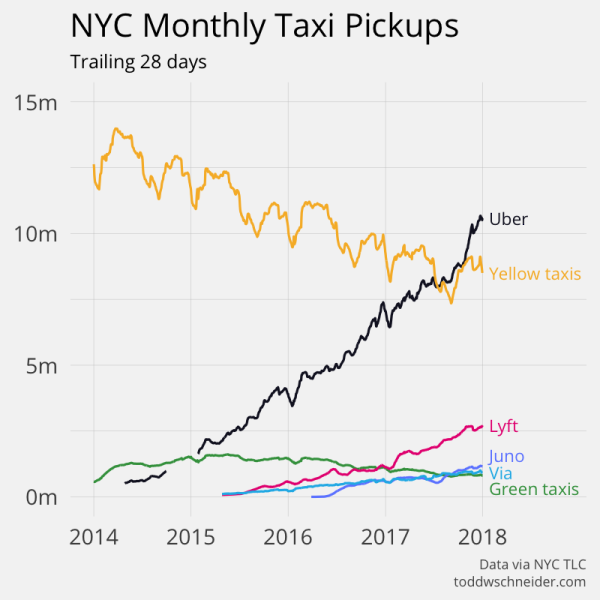 NYC Monthly Taxi Pickups
Trailing 28 days
15m
10m
5m
0m
Uber
Yellow taxis
Lyft
Juno
Via
Green taxis
2014 2015 2016 2017 2018
Data via NYC TLC
toddwschneider.com